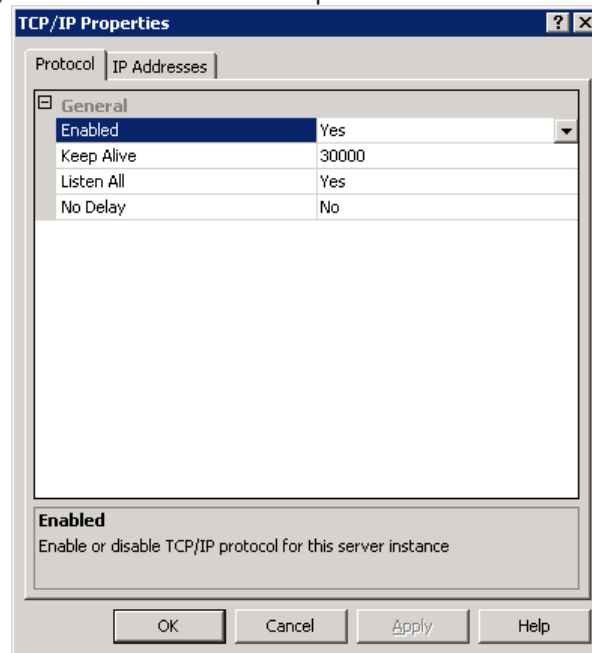 TCP/IP Properties
Protocol IP Addresses
General
Enabled Yes
Keep Alive 30000
Listen All Yes
No Delay No
Enabled
Enable or disable TCP/IP protocol for this server instance
OK Cancel Apply Help